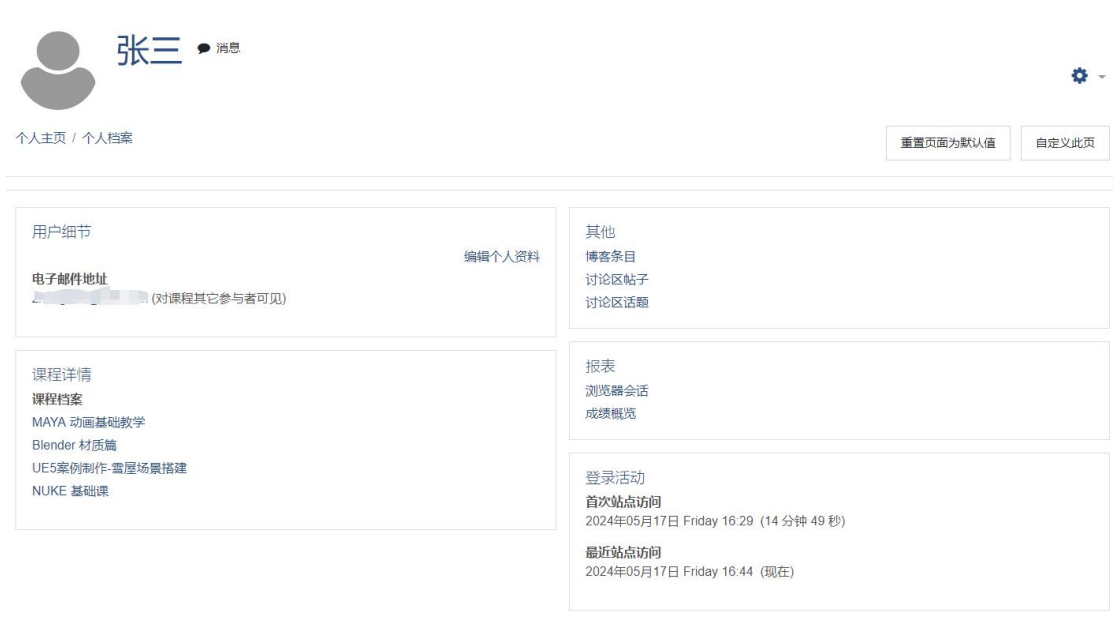 张三 消息
个人主页 / 个人档案
重置页面为默认值 自定义此页
用户细节
编辑个人资料
电子邮件地址
(对课程其它参与者可见)
课程详情
课程档案
MAYA 动画基础教学
Blender 材质篇
UE5案例制作-雪屋场景搭建
NUKE 基础课
其他
博客条目
讨论区帖子
讨论区话题
报表
浏览器会话
成绩概览
登录活动
首次站点访问
2024年05月17日 Friday 16:29 (14 分钟 49 秒)
最近站点访问
2024年05月17日 Friday 16:44 (现在)